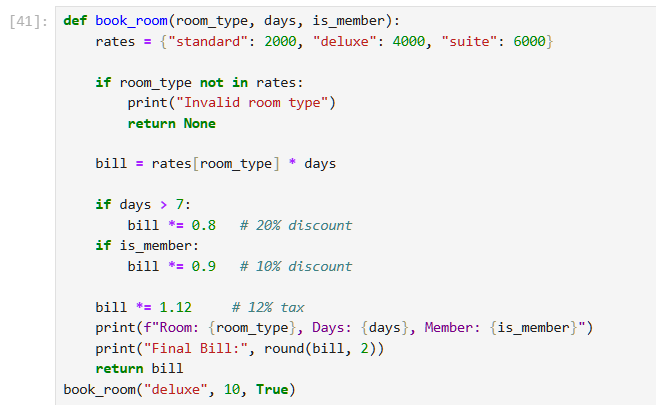 [41]: def book_room(room_type, days, is_member):
    rates = {"standard": 2000, "deluxe": 4000, "suite": 6000}

    if room_type not in rates:
        print("Invalid room type")
        return None

    bill = rates[room_type] * days

    if days > 7:
        bill *= 0.8   # 20% discount
    if is_member:
        bill *= 0.9   # 10% discount

    bill *= 1.12     # 12% tax
    print(f"Room: {room_type}, Days: {days}, Member: {is_member}")
    print("Final Bill:", round(bill, 2))
    return bill
book_room("deluxe", 10, True)